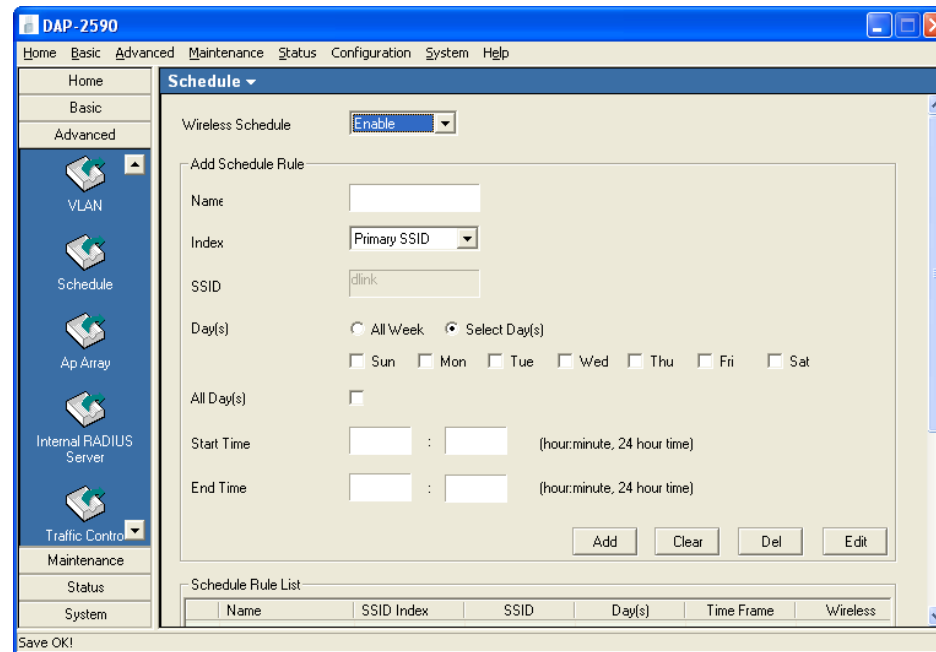 DAP-2590
Home Basic Advanced Maintenance Status Configuration System Help
Home
Basic
Advanced
VLAN
Schedule
Ap Array
Internal RADIUS
Server
Traffic Contro
Maintenance
Status
System
Schedule
Wireless Schedule Enable
Add Schedule Rule
Name
Index Primary SSID
SSID dlink
Day(s) All Week Select Day(s)
Sun Mon Tue Wed Thu Fri Sat
All Day(s)
Start Time : (hour:minute, 24 hour time)
End Time : (hour:minute, 24 hour time)
Add Clear Del Edit
Schedule Rule List
Name SSID Index SSID Day(s) Time Frame Wireless
Save OK!